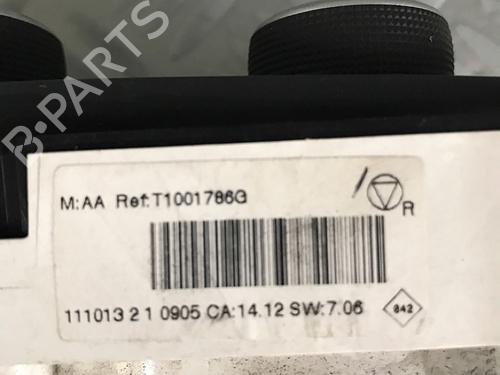 B-PARTS
M:AA Ref:T1001786G
R
111013 2 1 0905 CA:14.12 SW:7.06
842